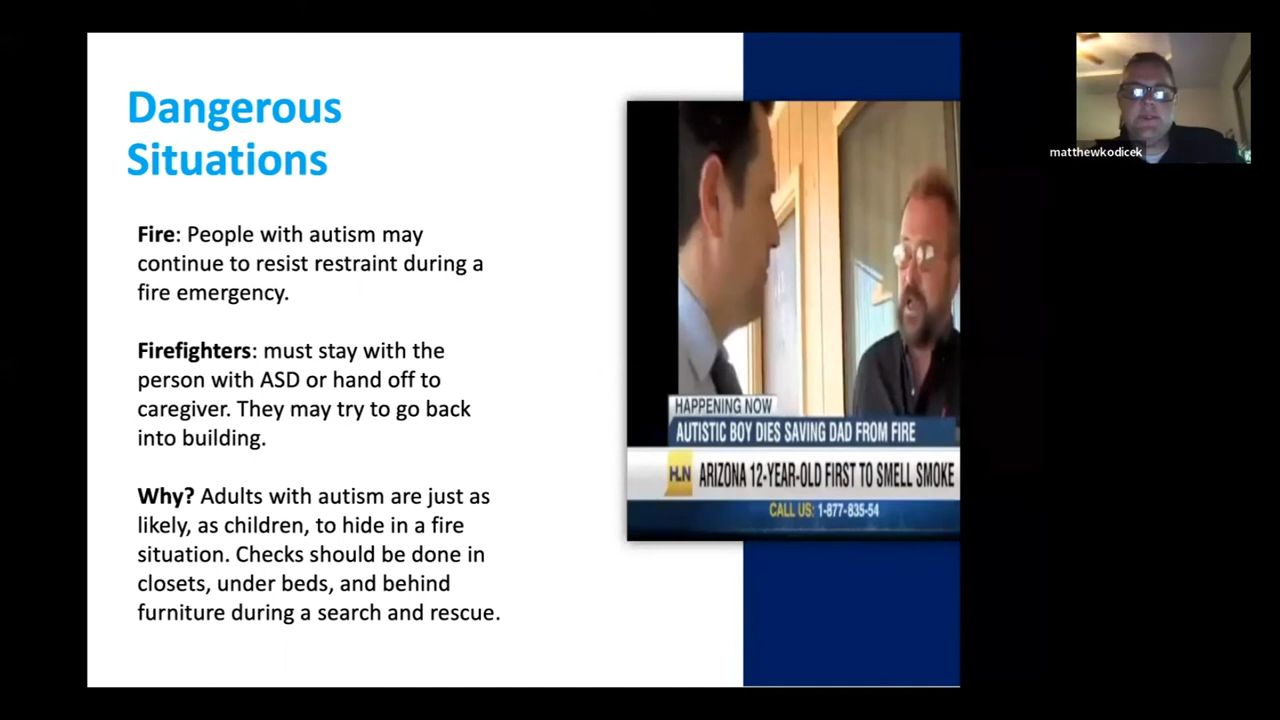 Dangerous
Situations
Fire: People with autism may
continue to resist restraint during a
fire emergency.
Firefighters: must stay with the
person with ASD or hand off to
caregiver. They may try to go back
into building.
Why? Adults with autism are just as
likely, as children, to hide in a fire
situation. Checks should be done in
closets, under beds, and behind
furniture during a search and rescue.
HAPPENING NOW
AUTISTIC BOY DIES SAVING DAD FROM FIRE
HLN ARIZONA 12-YEAR-OLD FIRST TO SMELL SMOKE
CALL US: 1-877-835-54
matthewkodicek